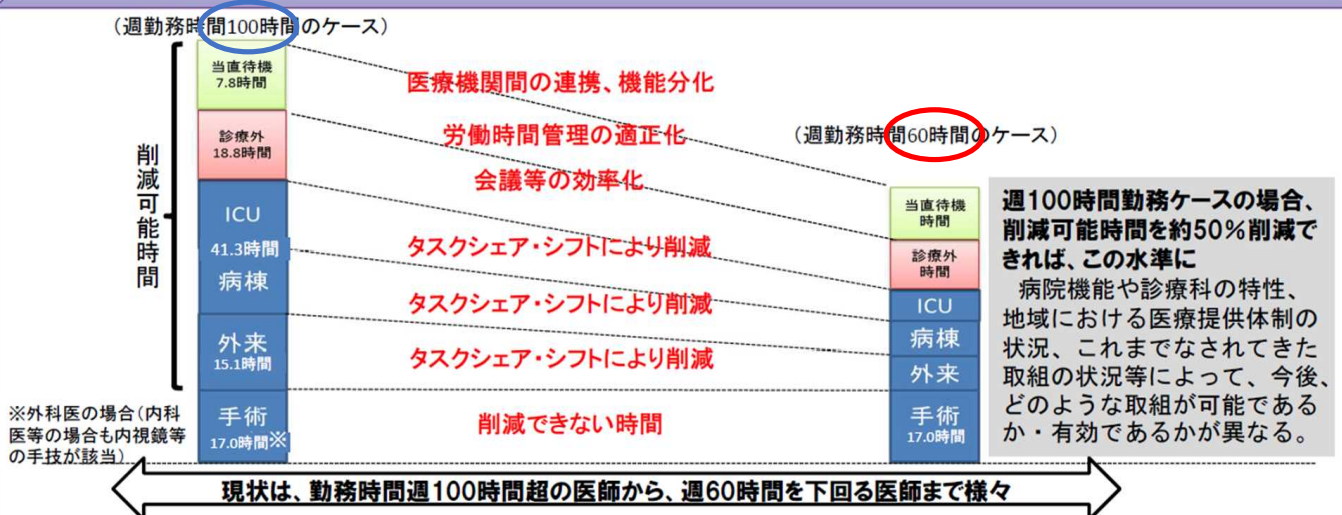 （週勤務時間100時間のケース）
当直待機
7.8時間
診療外
18.8時間
ICU
41.3時間
病棟
外来
15.1時間
手術
17.0時間※
削減可能時間
※外科医の場合（内科
医等の場合も内視鏡等
の手技が該当）
医療機関間の連携、機能分化
労働時間管理の適正化
会議等の効率化
タスクシェア・シフトにより削減
タスクシェア・シフトにより削減
タスクシェア・シフトにより削減
削減できない時間
（週勤務時間60時間のケース）
当直待機
時間
診療外
時間
ICU
病棟
外来
手術
17.0時間
週100時間勤務ケースの場合、
削減可能時間を約50％削減で
きれば、この水準に
病院機能や診療科の特性、
地域における医療提供体制の
状況、これまでなされてきた
取組の状況等によって、今後、
どのような取組が可能である
か・有効であるかが異なる。
現状は、勤務時間週100時間超の医師から、週60時間を下回る医師まで様々